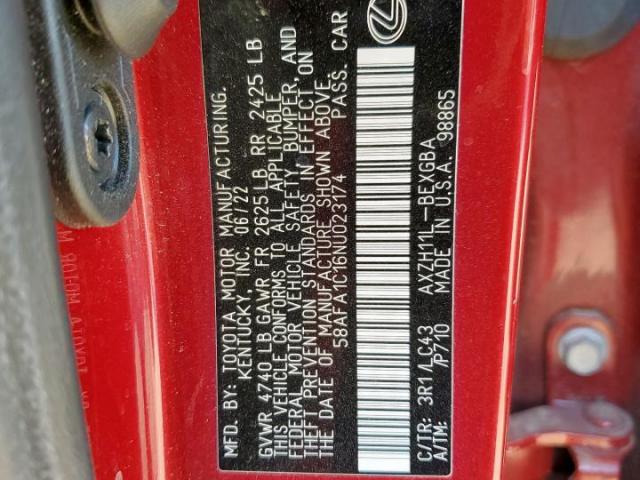 MFD. BY: TOYOTA MOTOR MANUFACTURING.
KENTUCKY, INC. 06/22
GVWR 4740 LB GAWR FR 2625 LB RR 2425 LB
THIS VEHICLE CONFORMS TO ALL APPLICABLE
FEDERAL MOTOR VEHICLE SAFETY, BUMPER, AND
THEFT PREVENTION STANDARDS IN EFFECT ON
THE DATE OF MANUFACTURE SHOWN ABOVE.
58AFA1C16NU023174 PASS. CAR
C/TR: 3R1/LC43 AXZH11L-BEXGBA
A/TM: /P710 MADE IN U.S.A. 98865